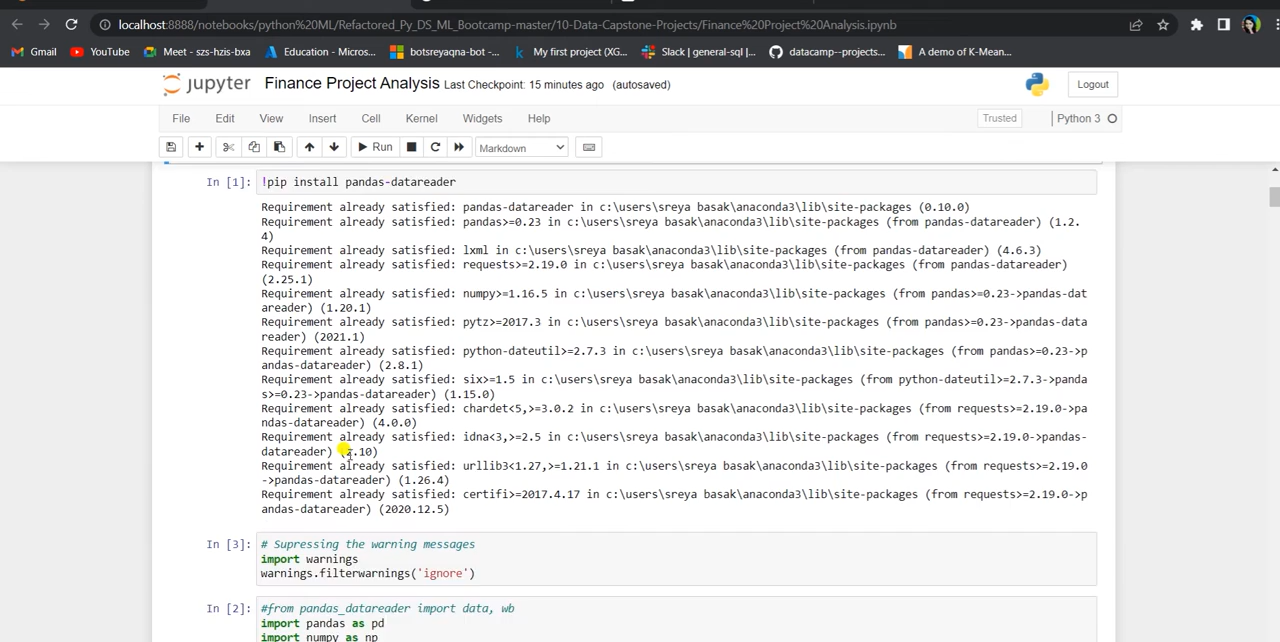 localhost:8888/notebooks/python%20ML/Refactored_Py_DS_ML_Bootcamp-master/10-Data-Capstone-Projects/Finance%20Project%20Analysis.ipynb
Gmail YouTube Meet - szs-hzis-bxa Education - Micros... botsreyagna-bot -... My first project (XG... Slack | general-sql |... datacamp--projects... A demo of K-Mean...
jupyter Finance Project Analysis Last Checkpoint: 15 minutes ago (autosaved) Logout
File Edit View Insert Cell Kernel Widgets Help Trusted Python 3
Run Markdown
In [1]: !pip install pandas-datareader
Requirement already satisfied: pandas-datareader in c:\users\sreya basak\anaconda3\lib\site-packages (0.10.0)
Requirement already satisfied: pandas>=0.23 in c:\users\sreya basak\anaconda3\lib\site-packages (from pandas-datareader) (1.2.
4)
Requirement already satisfied: lxml in c:\users\sreya basak\anaconda3\lib\site-packages (from pandas-datareader) (4.6.3)
Requirement already satisfied: requests>=2.19.0 in c:\users\sreya basak\anaconda3\lib\site-packages (from pandas-datareader)
(2.25.1)
Requirement already satisfied: numpy>=1.16.5 in c:\users\sreya basak\anaconda3\lib\site-packages (from pandas>=0.23->pandas-dat
areader) (1.20.1)
Requirement already satisfied: pytz>=2017.3 in c:\users\sreya basak\anaconda3\lib\site-packages (from pandas>=0.23->pandas-data
reader) (2021.1)
Requirement already satisfied: python-dateutil>=2.7.3 in c:\users\sreya basak\anaconda3\lib\site-packages (from pandas>=0.23->p
andas-datareader) (2.8.1)
Requirement already satisfied: six>=1.5 in c:\users\sreya basak\anaconda3\lib\site-packages (from python-dateutil>=2.7.3->panda
s>=0.23->pandas-datareader) (1.15.0)
Requirement already satisfied: chardet<5,>=3.0.2 in c:\users\sreya basak\anaconda3\lib\site-packages (from requests>=2.19.0->pa
ndas-datareader) (4.0.0)
Requirement already satisfied: idna<3,>=2.5 in c:\users\sreya basak\anaconda3\lib\site-packages (from requests>=2.19.0->pandas-
datareader) (2.10)
Requirement already satisfied: urllib3<1.27,>=1.21.1 in c:\users\sreya basak\anaconda3\lib\site-packages (from requests>=2.19.0
->pandas-datareader) (1.26.4)
Requirement already satisfied: certifi>=2017.4.17 in c:\users\sreya basak\anaconda3\lib\site-packages (from requests>=2.19.0->p
andas-datareader) (2020.12.5)
In [3]: # Supressing the warning messages
import warnings
warnings.filterwarnings('ignore')
In [2]: #from pandas_datareader import data, wb
import pandas as pd
import numpy as np